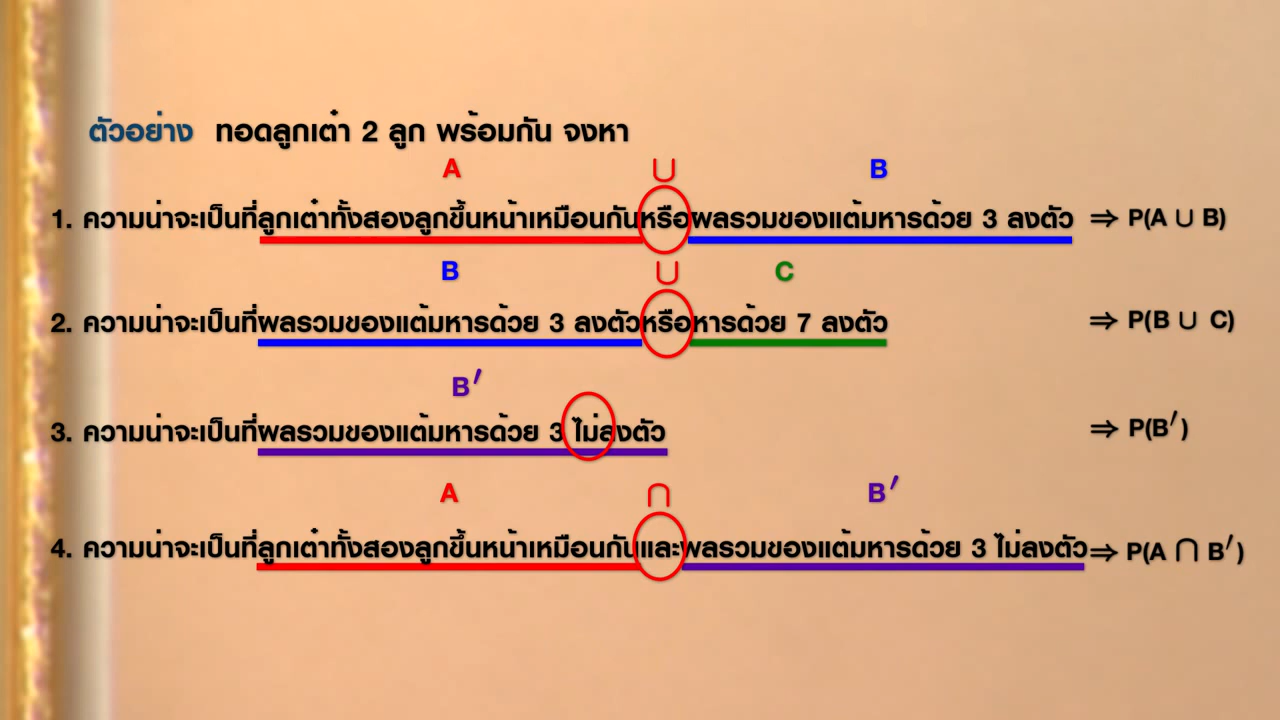 ตัวอย่าง ทอดลูกเต๋า 2 ลูก พร้อมกัน จงหา
A ∪ B
1. ความน่าจะเป็นที่ลูกเต๋าทั้งสองลูกขึ้นหน้าเหมือนกันหรือผลรวมของแต้มหารด้วย 3 ลงตัว ⇒ P(A ∪ B)
B ∪ C
2. ความน่าจะเป็นที่ผลรวมของแต้มหารด้วย 3 ลงตัวหรือหารด้วย 7 ลงตัว ⇒ P(B ∪ C)
B′
3. ความน่าจะเป็นที่ผลรวมของแต้มหารด้วย 3 ไม่ลงตัว ⇒ P(B′)
A ∩ B′
4. ความน่าจะเป็นที่ลูกเต๋าทั้งสองลูกขึ้นหน้าเหมือนกันและผลรวมของแต้มหารด้วย 3 ไม่ลงตัว ⇒ P(A ∩ B′)